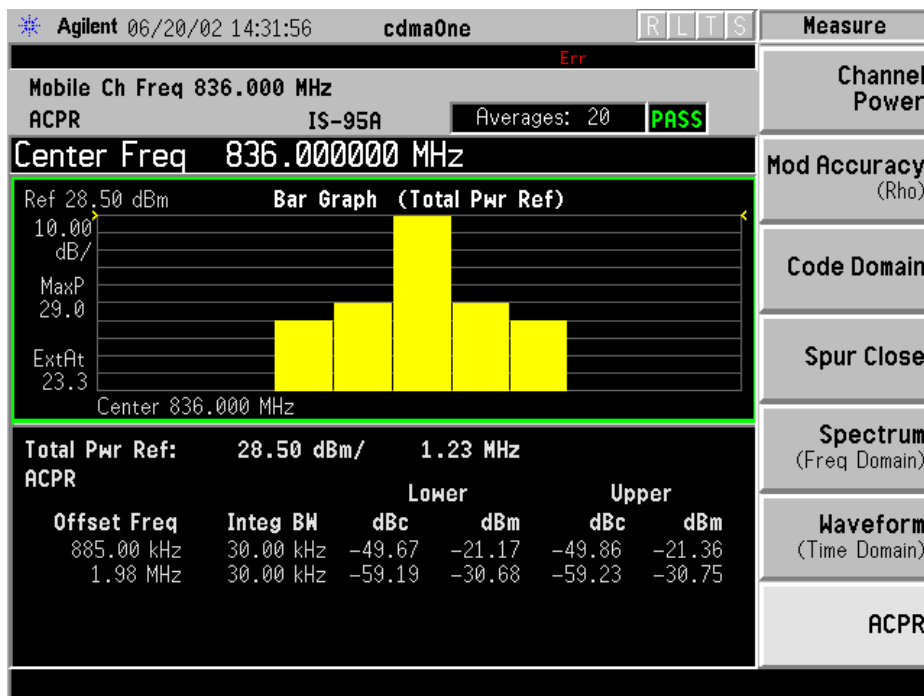 Agilent 06/20/02 14:31:56 cdmaOne R L T S
Err
Mobile Ch Freq 836.000 MHz
ACPR IS-95A Averages: 20 PASS
Center Freq 836.000000 MHz
Ref 28.50 dBm Bar Graph (Total Pwr Ref)
10.00
dB/
MaxP
29.0
ExtAt
23.3
Center 836.000 MHz
Total Pwr Ref: 28.50 dBm/ 1.23 MHz
ACPR
Lower Upper
Offset Freq Integ BW dBc dBm dBc dBm
885.00 kHz 30.00 kHz -49.67 -21.17 -49.86 -21.36
1.98 MHz 30.00 kHz -59.19 -30.68 -59.23 -30.75
Measure
Channel
Power
Mod Accuracy
(Rho)
Code Domain
Spur Close
Spectrum
(Freq Domain)
Waveform
(Time Domain)
ACPR